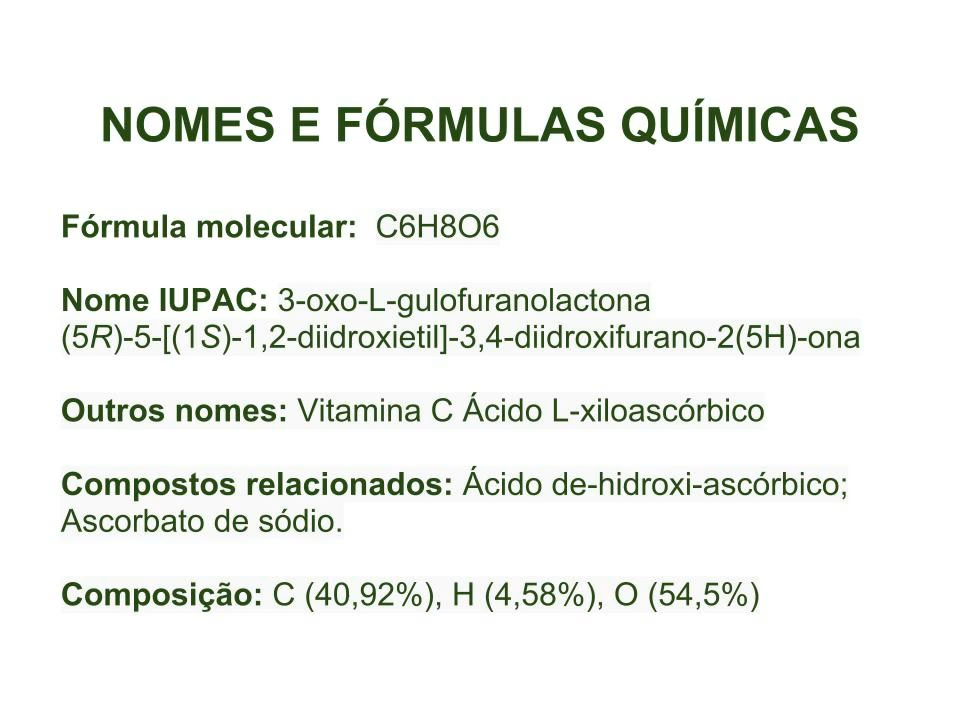 NOMES E FÓRMULAS QUÍMICAS
Fórmula molecular: C6H8O6
Nome IUPAC: 3-oxo-L-gulofuranolactona
(5R)-5-[(1S)-1,2-diidroxietil]-3,4-diidroxifurano-2(5H)-ona
Outros nomes: Vitamina C Ácido L-xiloascórbico
Compostos relacionados: Ácido de-hidroxi-ascórbico;
Ascorbato de sódio.
Composição: C (40,92%), H (4,58%), O (54,5%)